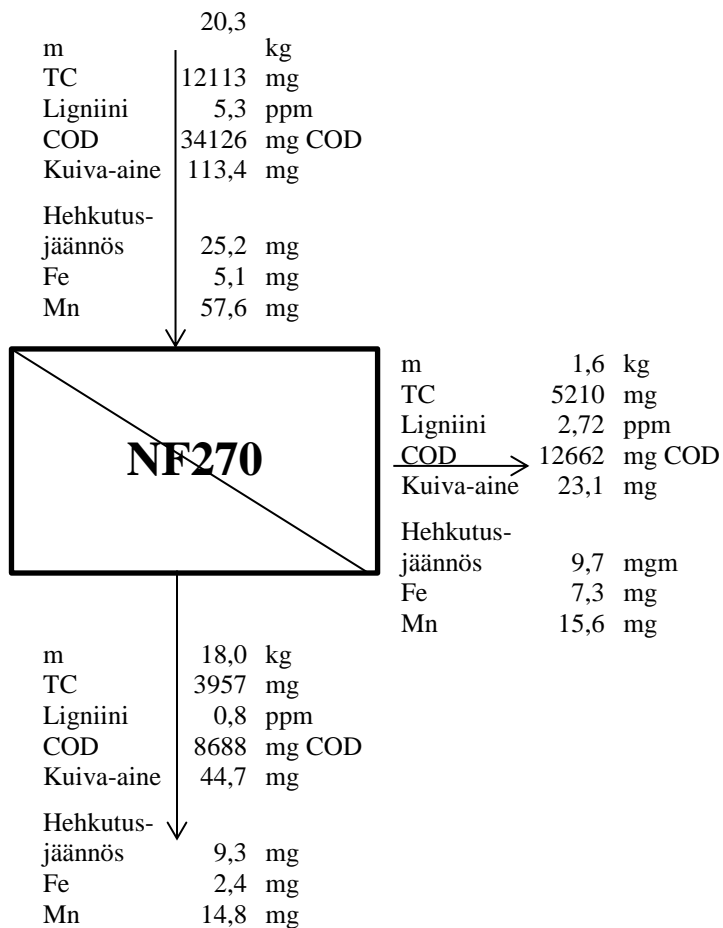 20,3
m kg
TC 12113 mg
Ligniini 5,3 ppm
COD 34126 mg COD
Kuiva-aine 113,4 mg
Hehkutus-
jäännös 25,2 mg
Fe 5,1 mg
Mn 57,6 mg
NF270
m 1,6 kg
TC 5210 mg
Ligniini 2,72 ppm
COD 12662 mg COD
Kuiva-aine 23,1 mg
Hehkutus-
jäännös 9,7 mgm
Fe 7,3 mg
Mn 15,6 mg
m 18,0 kg
TC 3957 mg
Ligniini 0,8 ppm
COD 8688 mg COD
Kuiva-aine 44,7 mg
Hehkutus-
jäännös 9,3 mg
Fe 2,4 mg
Mn 14,8 mg